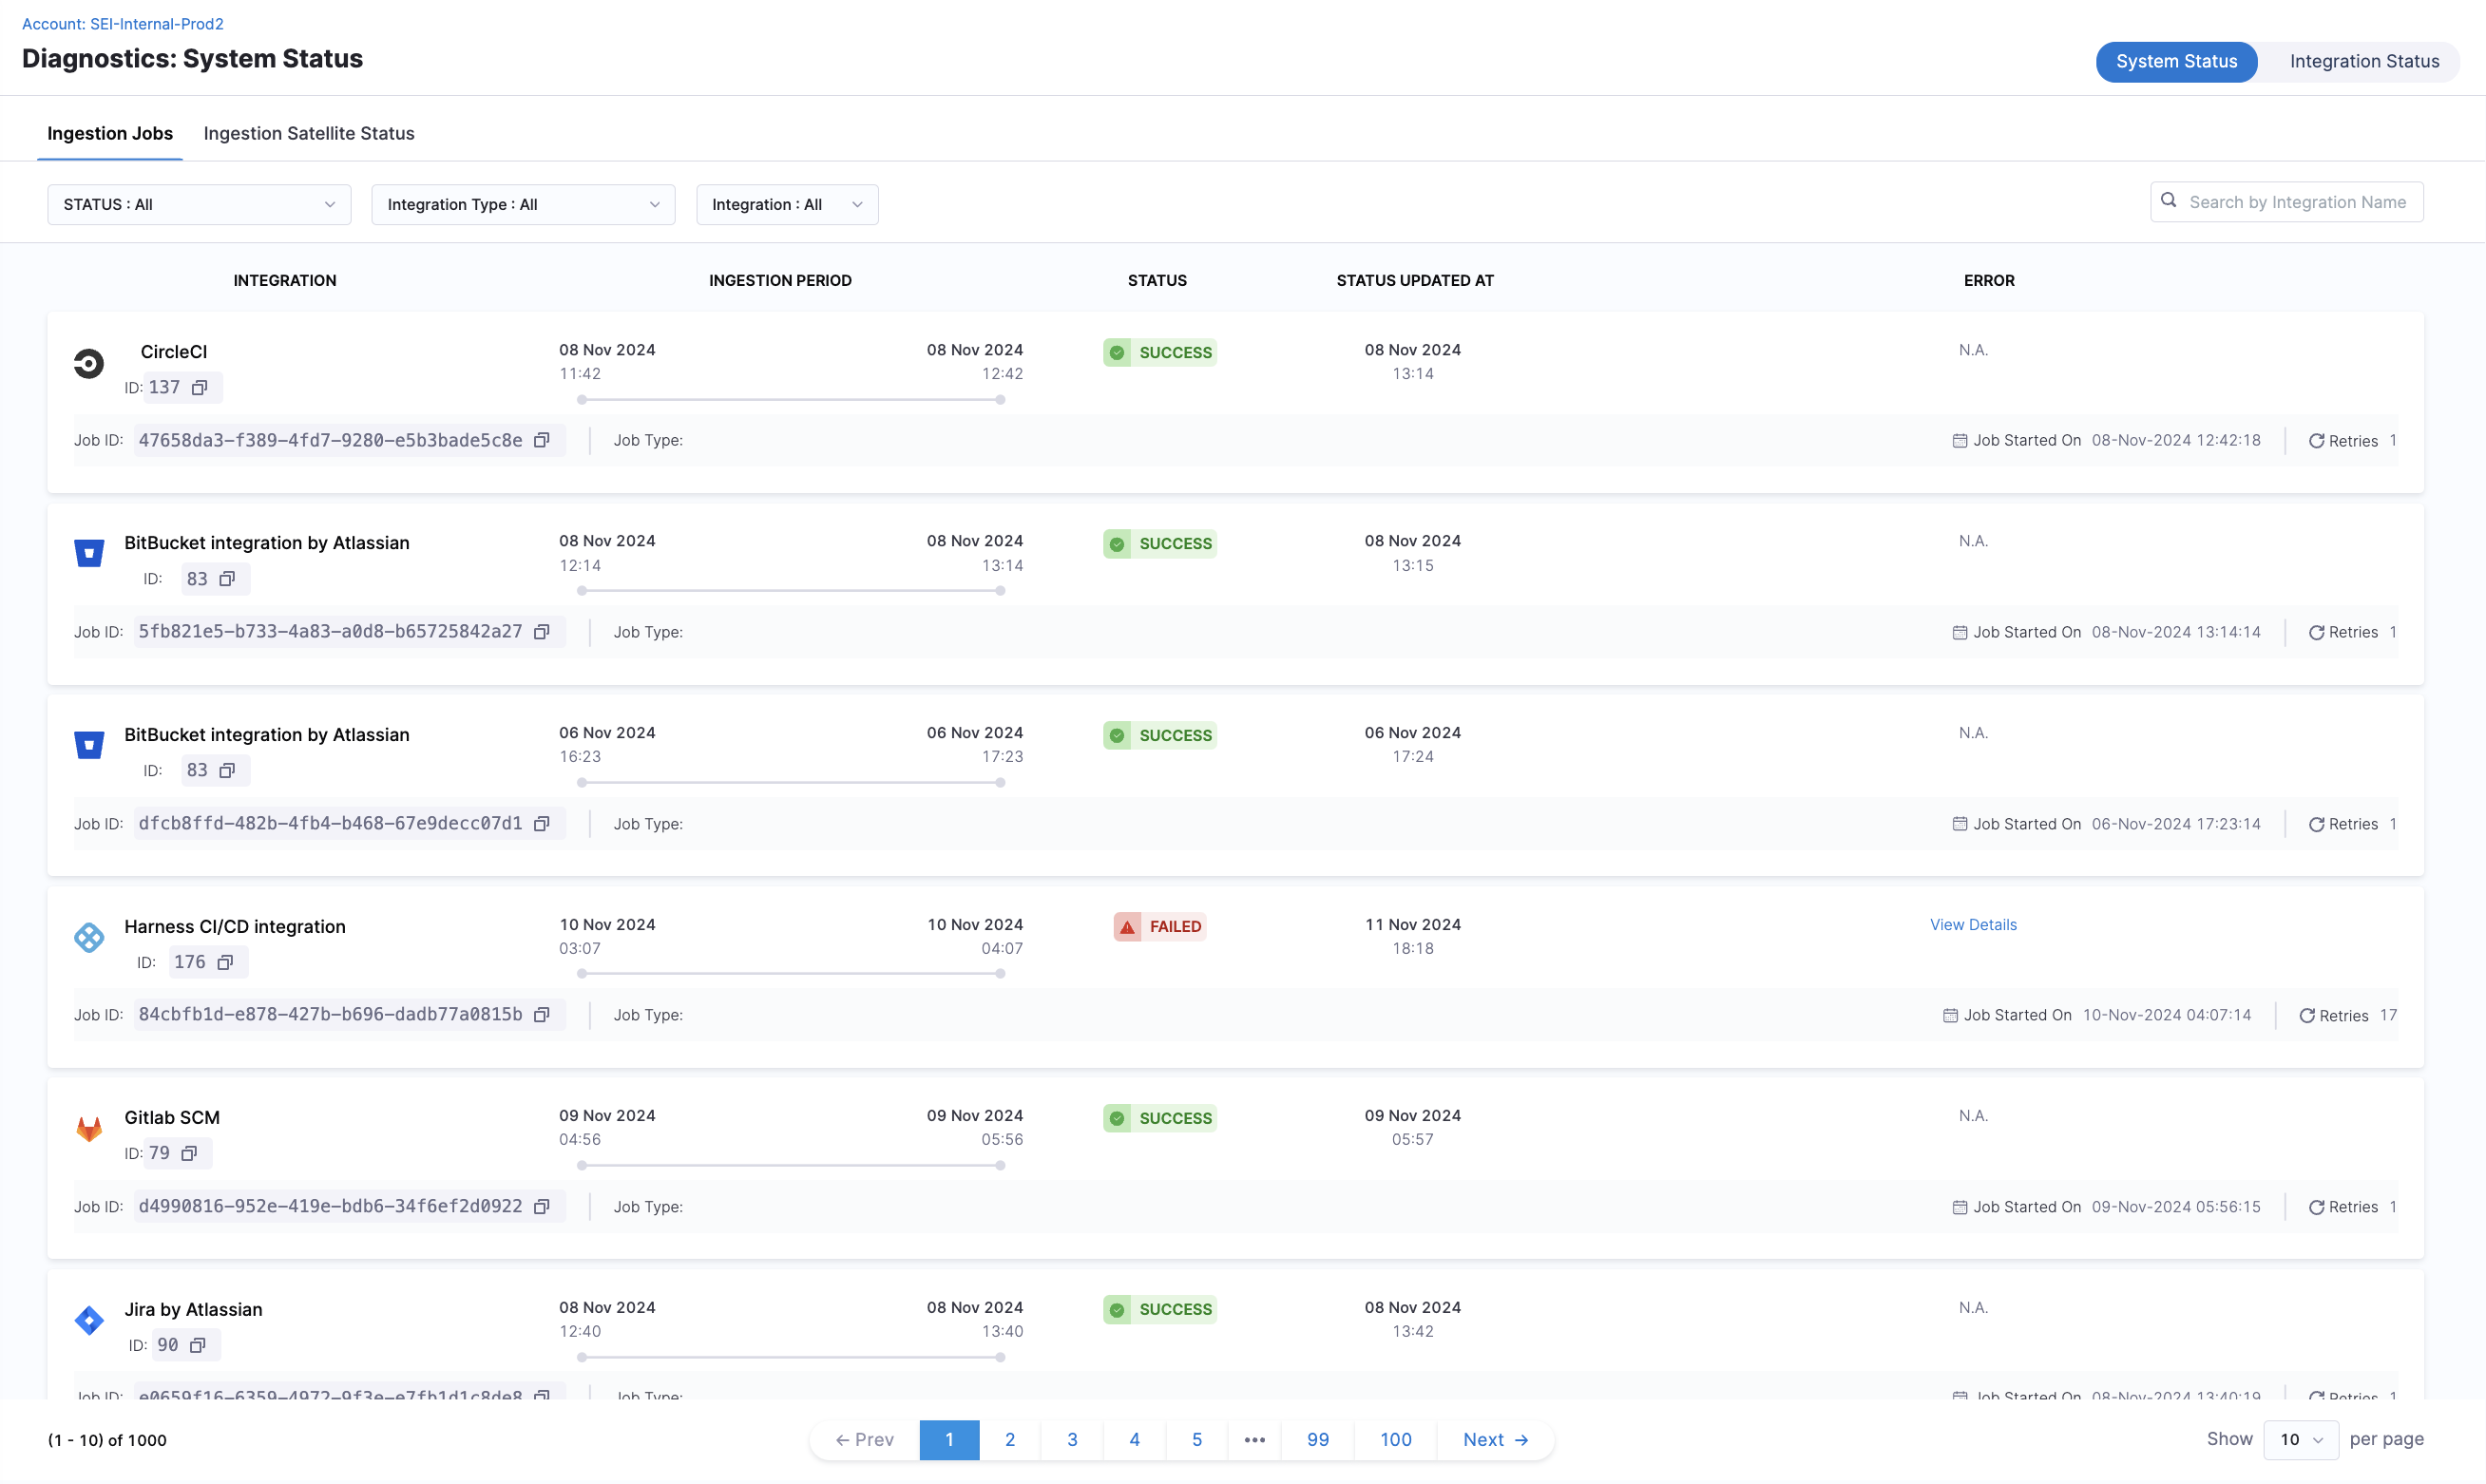 Account: SEI-Internal-Prod2
Diagnostics: System Status
System Status Integration Status
Ingestion Jobs Ingestion Satellite Status
STATUS : All Integration Type : All Integration : All Search by Integration Name
INTEGRATION INGESTION PERIOD STATUS STATUS UPDATED AT ERROR
CircleCI 08 Nov 2024 08 Nov 2024 SUCCESS 08 Nov 2024 N.A.
11:42 12:42 13:14
ID: 137
Job ID: 47658da3-f389-4fd7-9280-e5b3bade5c8e Job Type: Job Started On 08-Nov-2024 12:42:18 Retries 1
BitBucket integration by Atlassian 08 Nov 2024 08 Nov 2024 SUCCESS 08 Nov 2024 N.A.
12:14 13:14 13:15
ID: 83
Job ID: 5fb821e5-b733-4a83-a0d8-b65725842a27 Job Type: Job Started On 08-Nov-2024 13:14:14 Retries 1
BitBucket integration by Atlassian 06 Nov 2024 06 Nov 2024 SUCCESS 06 Nov 2024 N.A.
16:23 17:23 17:24
ID: 83
Job ID: dfcb8ffd-482b-4fb4-b468-67e9decc07d1 Job Type: Job Started On 06-Nov-2024 17:23:14 Retries 1
Harness CI/CD integration 10 Nov 2024 10 Nov 2024 FAILED 11 Nov 2024 View Details
03:07 04:07 18:18
ID: 176
Job ID: 84cbfb1d-e878-427b-b696-dadb77a0815b Job Type: Job Started On 10-Nov-2024 04:07:14 Retries 17
Gitlab SCM 09 Nov 2024 09 Nov 2024 SUCCESS 09 Nov 2024 N.A.
04:56 05:56 05:57
ID: 79
Job ID: d4990816-952e-419e-bdb6-34f6ef2d0922 Job Type: Job Started On 09-Nov-2024 05:56:15 Retries 1
Jira by Atlassian 08 Nov 2024 08 Nov 2024 SUCCESS 08 Nov 2024 N.A.
12:40 13:40 13:42
ID: 90
Job ID: e0659f16-6359-4972-9f3e-e7fb1d1c8de8 Job Type: Job Started On 08-Nov-2024 13:40:19 Retries 1
(1 - 10) of 1000 ← Prev 1 2 3 4 5 ••• 99 100 Next → Show 10 per page